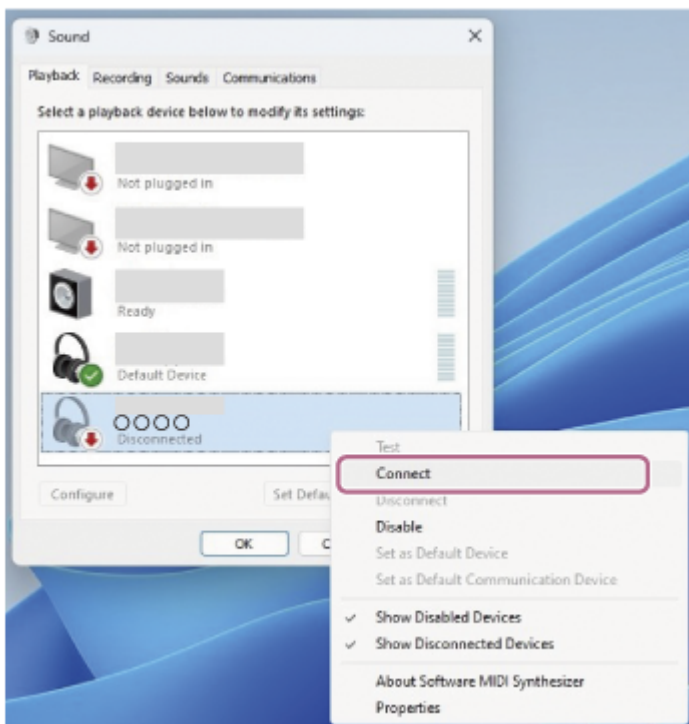 Sound
Playback Recording Sounds Communications
Select a playback device below to modify its settings:
Not plugged in
Not plugged in
Ready
Default Device
OOOO
Disconnected
Configure Set Defau
OK C
Test
Connect
Disconnect
Disable
Set as Default Device
Set as Default Communication Device
Show Disabled Devices
Show Disconnected Devices
About Software MIDI Synthesizer
Properties